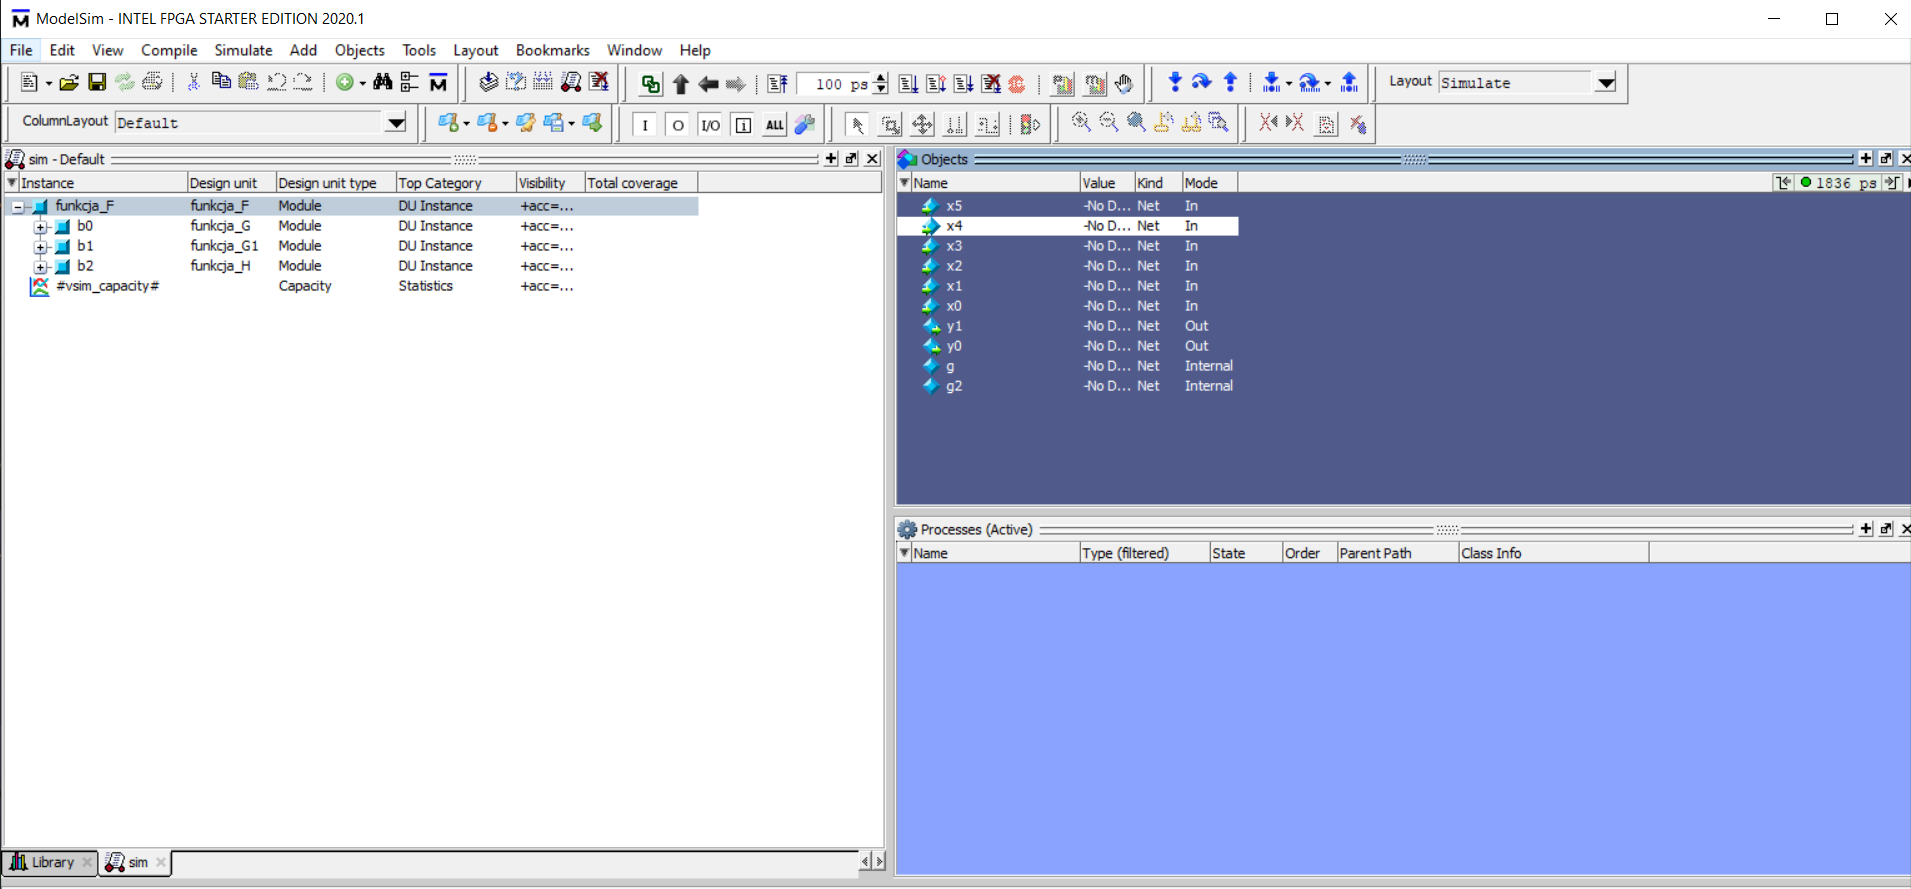 ModelSim - INTEL FPGA STARTER EDITION 2020.1
File Edit View Compile Simulate Add Objects Tools Layout Bookmarks Window Help
100 ps Layout Simulate
ColumnLayout Default I O I/O i ALL
sim - Default
Instance Design unit Design unit type Top Category Visibility Total coverage
funkcja_F funkcja_F Module DU Instance +acc=...
b0 funkcja_G Module DU Instance +acc=...
b1 funkcja_G1 Module DU Instance +acc=...
b2 funkcja_H Module DU Instance +acc=...
#vsim_capacity# Capacity Statistics +acc=...
Library sim
Objects
Name Value Kind Mode 1836 ps
x5 -No D... Net In
x4 -No D... Net In
x3 -No D... Net In
x2 -No D... Net In
x1 -No D... Net In
x0 -No D... Net In
y1 -No D... Net Out
y0 -No D... Net Out
g -No D... Net Internal
g2 -No D... Net Internal
Processes (Active)
Name Type (filtered) State Order Parent Path Class Info